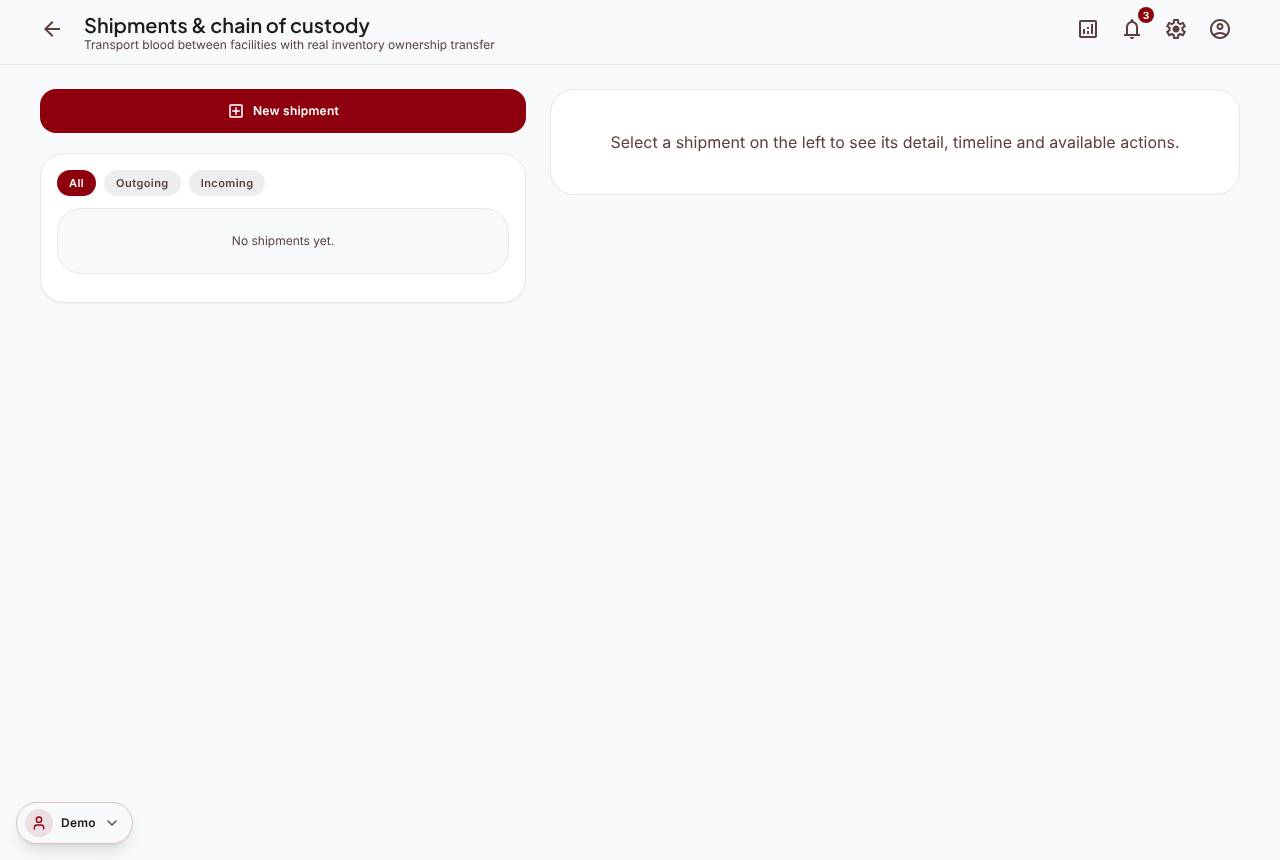 Shipments & chain of custody
Transport blood between facilities with real inventory ownership transfer
3
New shipment
All
Outgoing
Incoming
No shipments yet.
Select a shipment on the left to see its detail, timeline and available actions.
Demo